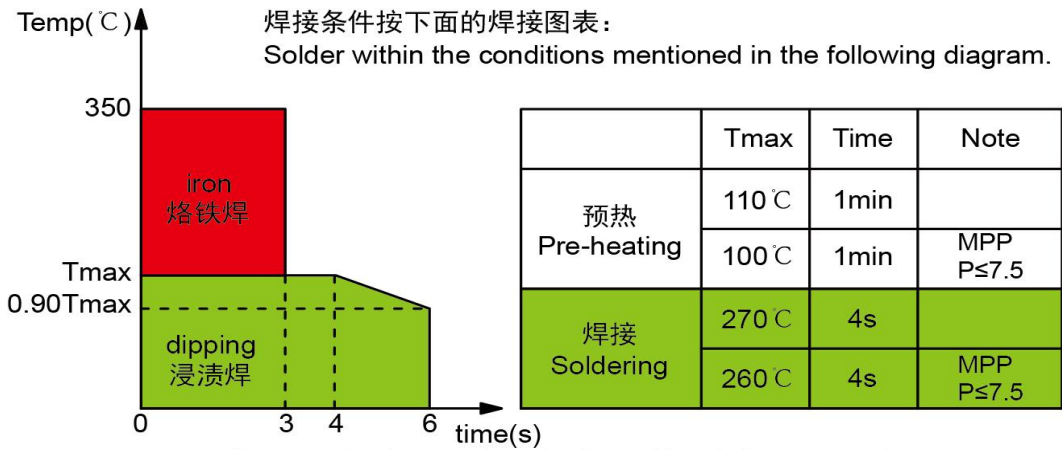 Temp(℃)
焊接条件按下面的焊接图表：
Solder within the conditions mentioned in the following diagram.
350
iron
烙铁焊
Tmax
0.90Tmax
dipping
浸渍焊
0 3 4 6 time(s)
Tmax Time Note
预热
Pre-heating
110℃ 1min
100℃ 1min MPP
P≤7.5
焊接
Soldering
270℃ 4s
260℃ 4s MPP
P≤7.5